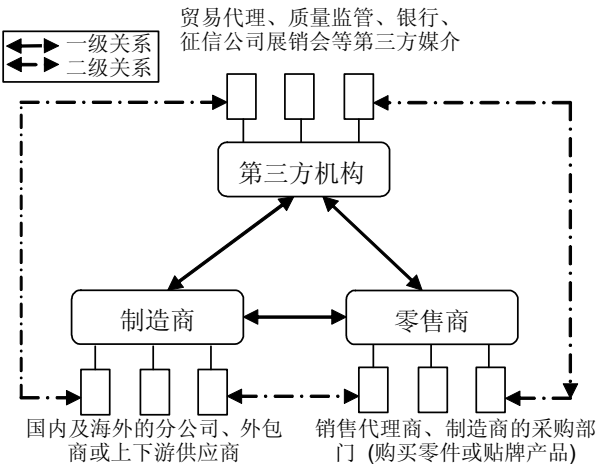 贸易代理、质量监管、银行、
征信公司展销会等第三方媒介
一级关系
二级关系
第三方机构
制造商
零售商
国内及海外的分公司、外包
商或上下游供应商
销售代理商、制造商的采购部
门 (购买零件或贴牌产品)